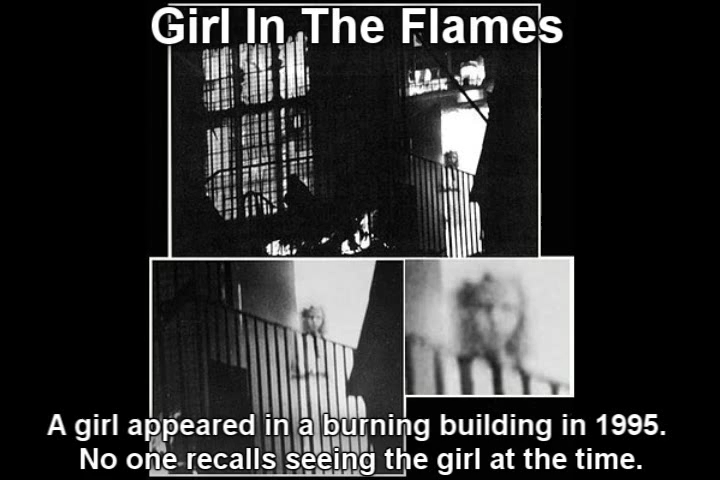 Girl In The Flames
A girl appeared in a burning building in 1995.
No one recalls seeing the girl at the time.